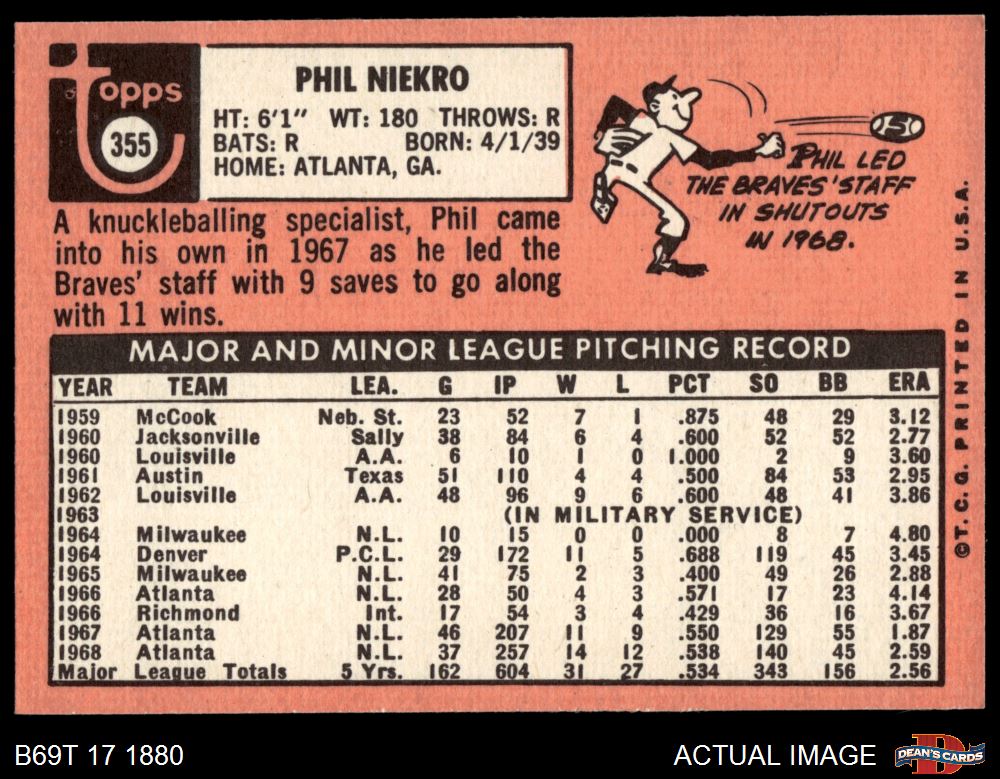 Topps
355
PHIL NIEKRO
HT: 6'1" WT: 180 THROWS: R
BATS: R BORN: 4/1/39
HOME: ATLANTA, GA.
A knuckleballing specialist, Phil came
into his own in 1967 as he led the
Braves' staff with 9 saves to go along
with 11 wins.
PHIL LED
THE BRAVES' STAFF
IN SHUTOUTS
IN 1968.
MAJOR AND MINOR LEAGUE PITCHING RECORD
YEAR TEAM LEA. G IP W L PCT SO BB ERA
1959 McCook Neb. St. 23 52 7 1 .875 48 29 3.12
1960 Jacksonville Sally 38 84 6 4 .600 52 52 2.77
1960 Louisville A.A. 6 10 1 0 1.000 2 9 3.60
1961 Austin Texas 51 110 4 4 .500 84 53 2.95
1962 Louisville A.A. 48 96 9 6 .600 48 41 3.86
1963 (IN MILITARY SERVICE)
1964 Milwaukee N.L. 10 15 0 0 .000 8 7 4.80
1964 Denver P.C.L. 29 172 11 5 .688 119 45 3.45
1965 Milwaukee N.L. 41 75 2 3 .400 49 26 2.88
1966 Atlanta N.L. 28 50 4 3 .571 17 23 4.14
1966 Richmond Int. 17 54 3 4 .429 36 16 3.67
1967 Atlanta N.L. 46 207 11 9 .550 129 55 1.87
1968 Atlanta N.L. 37 257 14 12 .538 140 45 2.59
Major League Totals 5 Yrs. 162 604 31 27 .534 343 156 2.56
©T.C.G. PRINTED IN U.S.A.
B69T 17 1880
ACTUAL IMAGE
DEAN'S CARDS